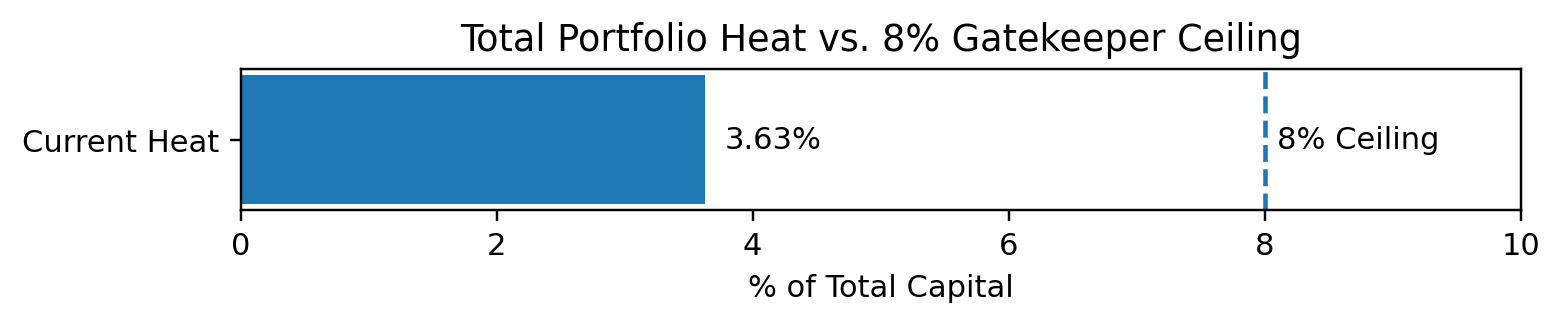 Total Portfolio Heat vs. 8% Gatekeeper Ceiling
Current Heat
3.63%
8% Ceiling
0 2 4 6 8 10
% of Total Capital